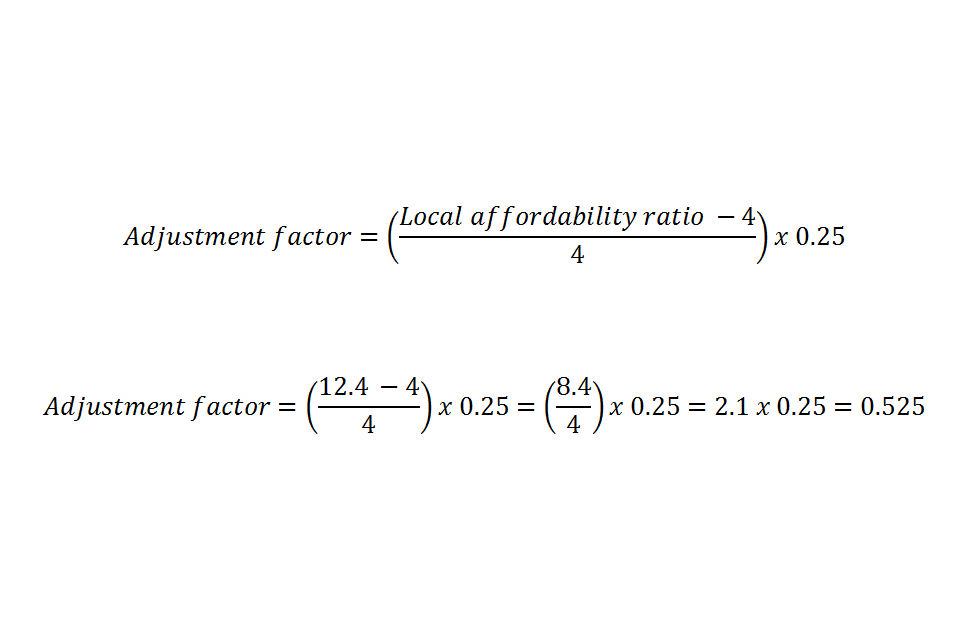 Adjustment factor = (Local affordability ratio − 4 / 4) x 0.25
Adjustment factor = (12.4 − 4 / 4) x 0.25 = (8.4 / 4) x 0.25 = 2.1 x 0.25 = 0.525